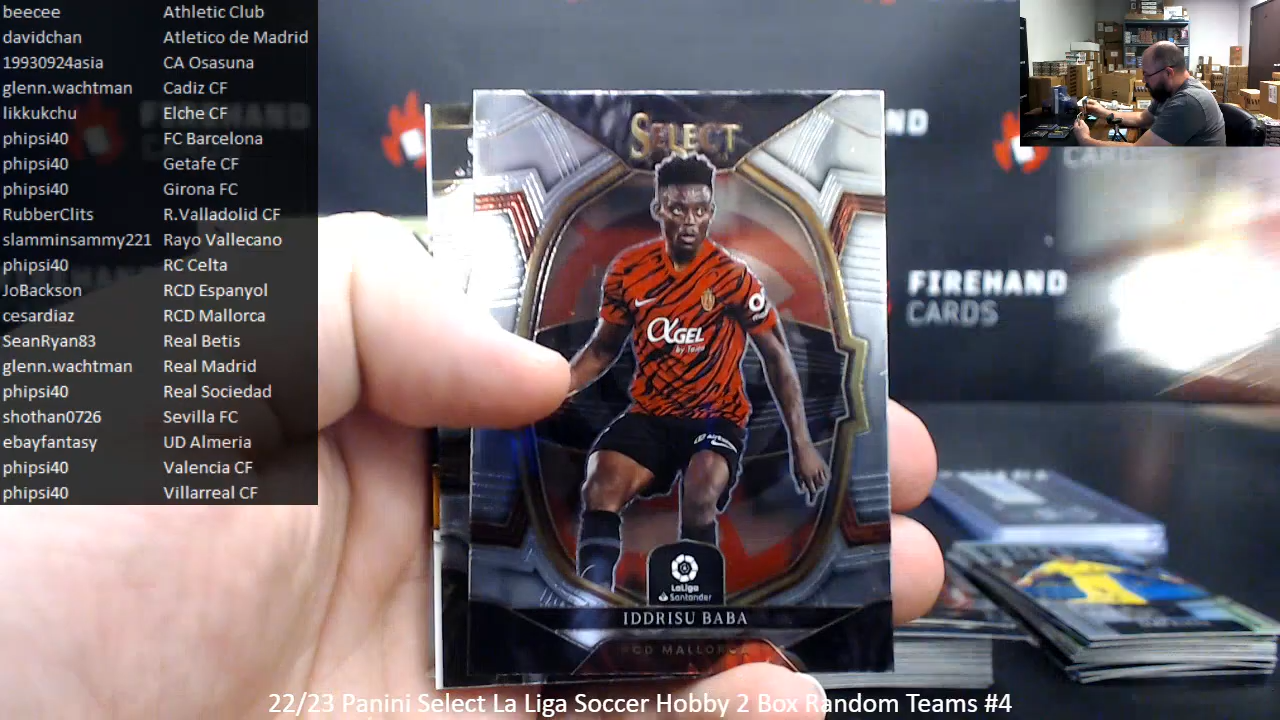 beecee Athletic Club
davidchan Atletico de Madrid
19930924asia CA Osasuna
glenn.wachtman Cadiz CF
likkukchu Elche CF
phipsi40 FC Barcelona
phipsi40 Getafe CF
phipsi40 Girona FC
RubberClits R.Valladolid CF
slamminsammy221 Rayo Vallecano
phipsi40 RC Celta
JoBackson RCD Espanyol
cesardiaz RCD Mallorca
SeanRyan83 Real Betis
glenn.wachtman Real Madrid
phipsi40 Real Sociedad
shothan0726 Sevilla FC
ebayfantasy UD Almeria
phipsi40 Valencia CF
phipsi40 Villarreal CF
SELECT
αGEL
by Taica
LaLiga
Santander
IDDRISU BABA
RCD MALLORCA
FIREHAND
CARDS
22/23 Panini Select La Liga Soccer Hobby 2 Box Random Teams #4